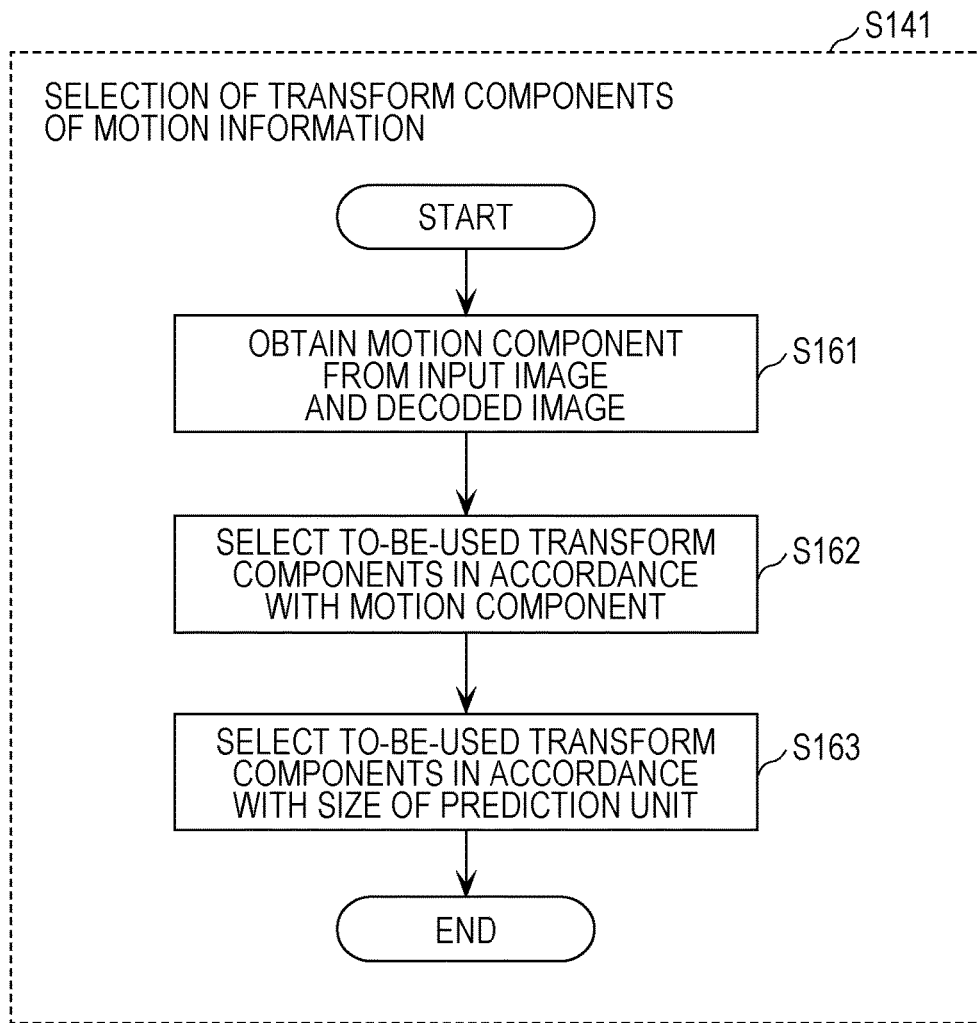 S141
SELECTION OF TRANSFORM COMPONENTS
OF MOTION INFORMATION
START
OBTAIN MOTION COMPONENT
FROM INPUT IMAGE
AND DECODED IMAGE
S161
SELECT TO-BE-USED TRANSFORM
COMPONENTS IN ACCORDANCE
WITH MOTION COMPONENT
S162
SELECT TO-BE-USED TRANSFORM
COMPONENTS IN ACCORDANCE
WITH SIZE OF PREDICTION UNIT
S163
END